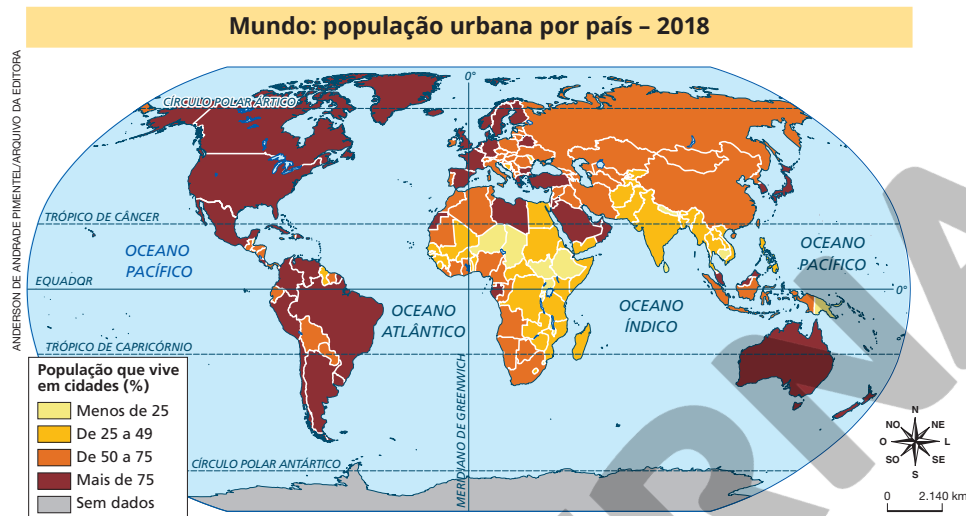 Mundo: população urbana por país – 2018
ANDERSON DE ANDRADE PIMENTEL/ARQUIVO DA EDITORA
0°
CÍRCULO POLAR ÁRTICO
TRÓPICO DE CÂNCER
OCEANO
PACÍFICO
OCEANO
PACÍFICO
EQUADOR
0°
OCEANO
ATLÂNTICO
OCEANO
ÍNDICO
TRÓPICO DE CAPRICÓRNIO
MERIDIANO DE GREENWICH
CÍRCULO POLAR ANTÁRTICO
População que vive
em cidades (%)
Menos de 25
De 25 a 49
De 50 a 75
Mais de 75
Sem dados
N
NO
NE
O
L
SO
SE
S
0
2.140 km